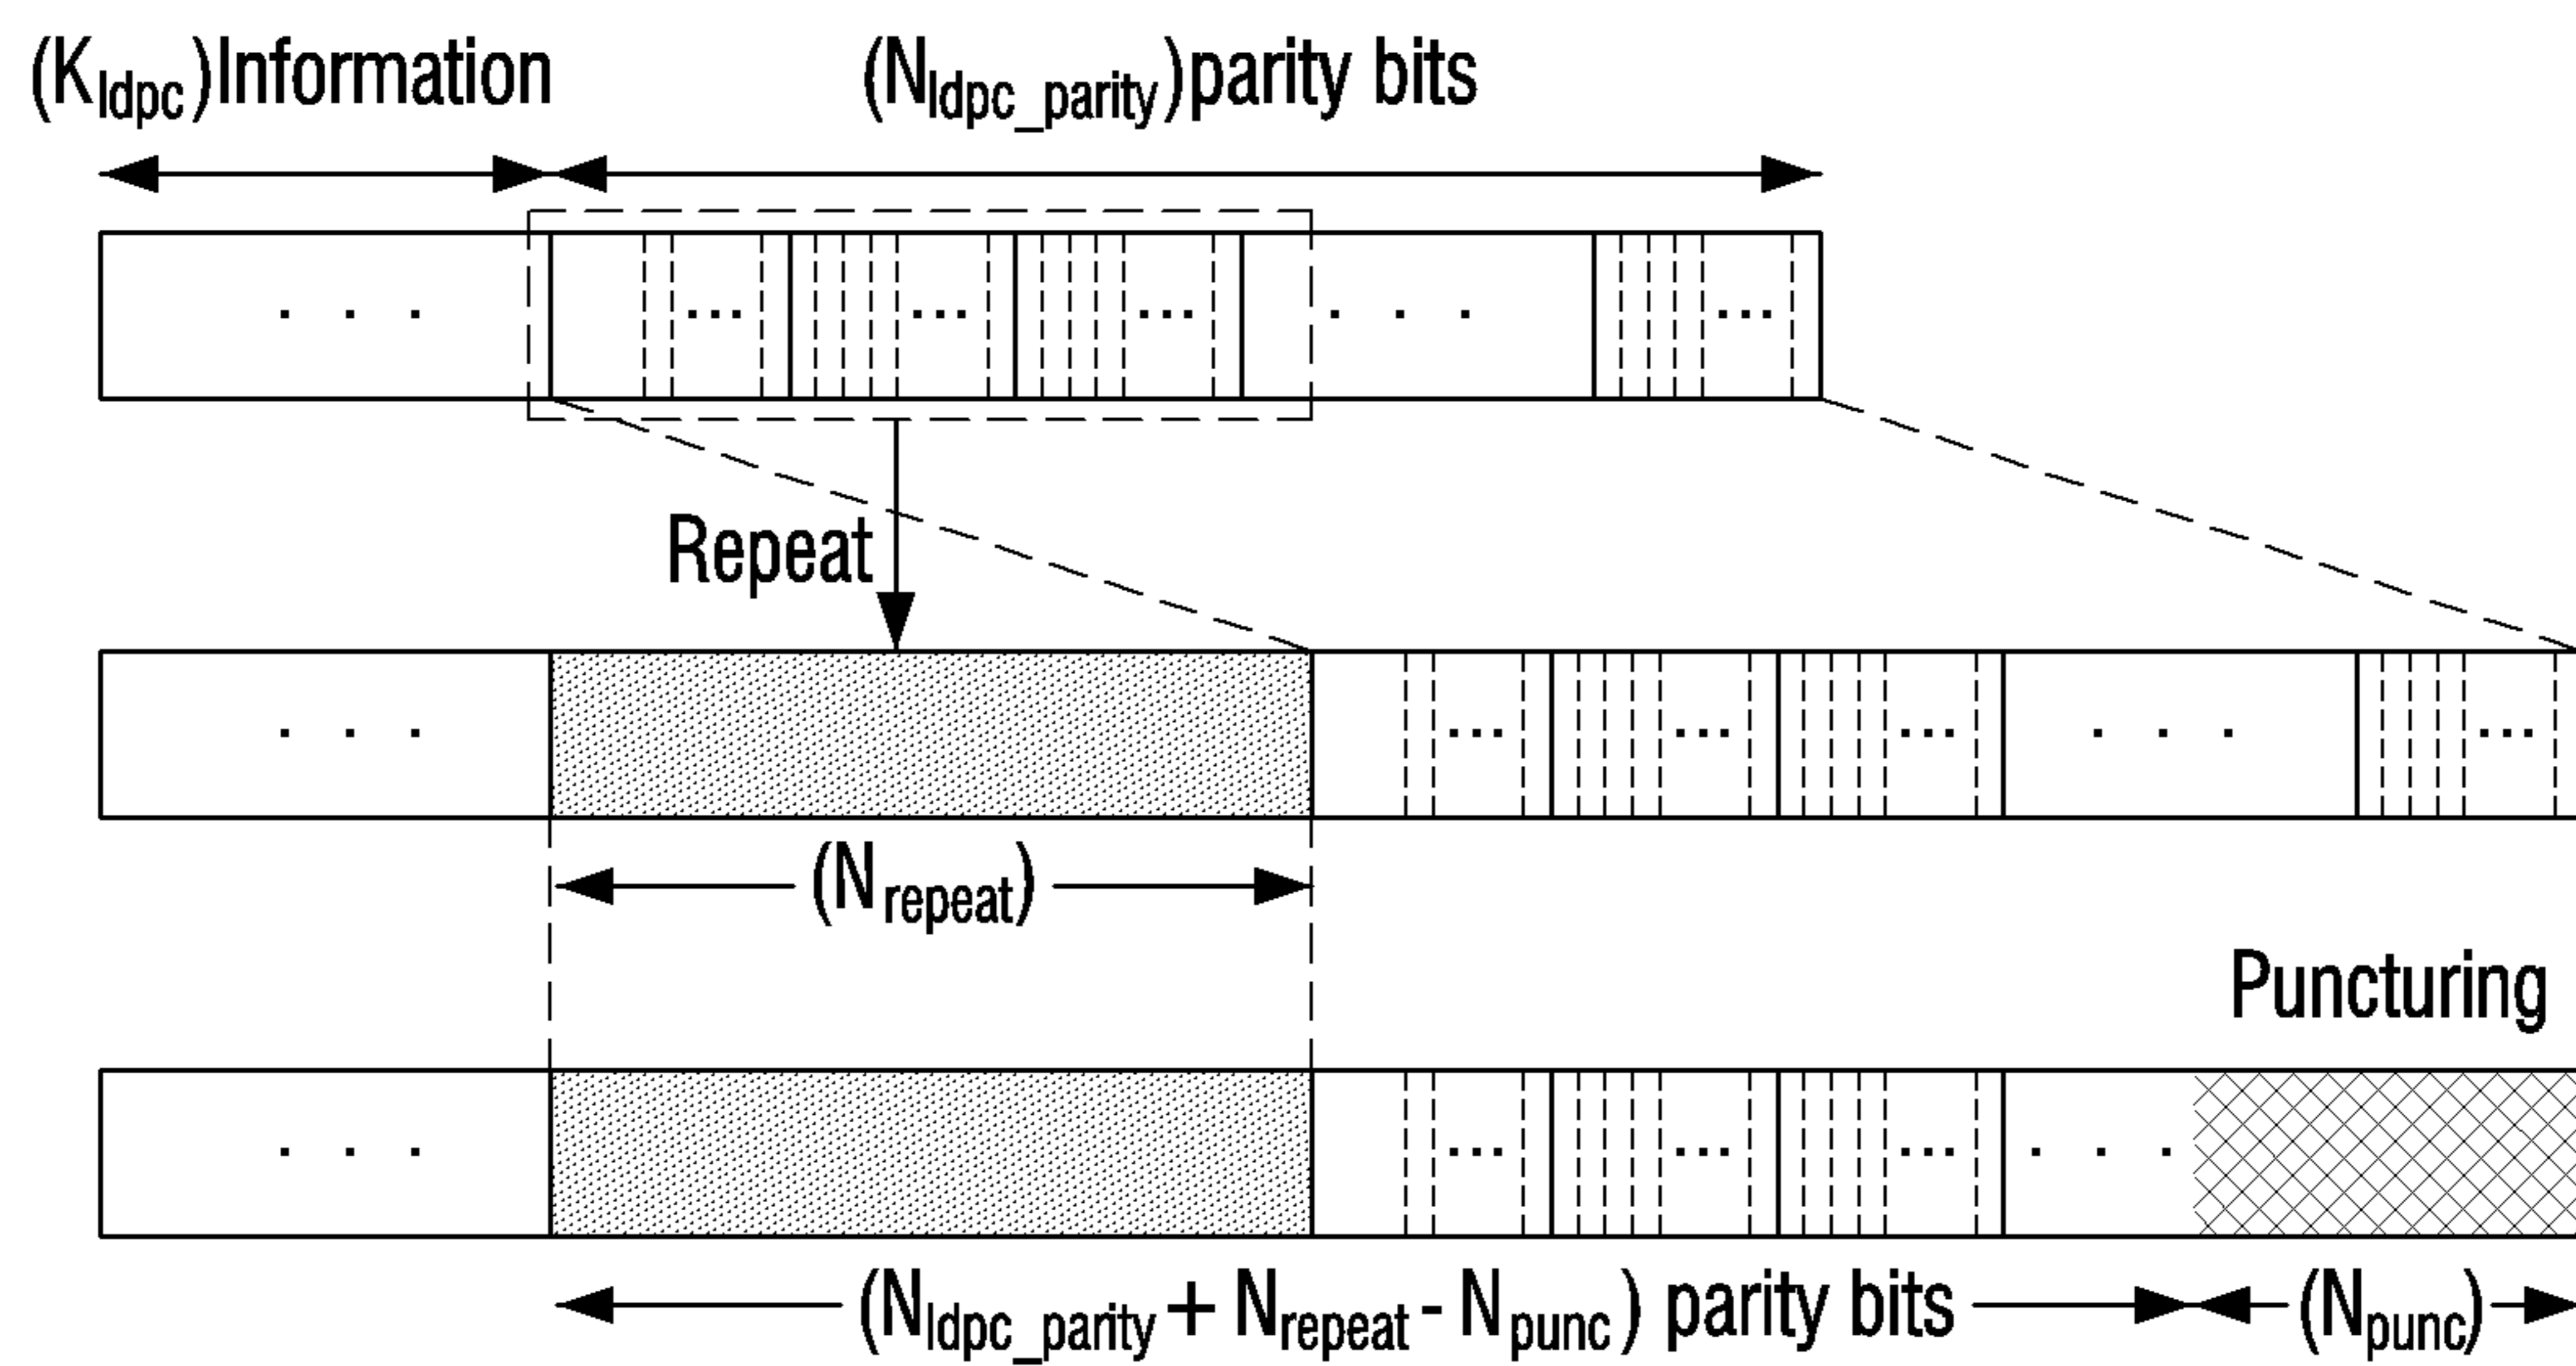 (Kldpc)Information
(Nldpc_parity)parity bits
Repeat
(Nrepeat)
Puncturing
(Nldpc_parity + Nrepeat - Npunc) parity bits
(Npunc)